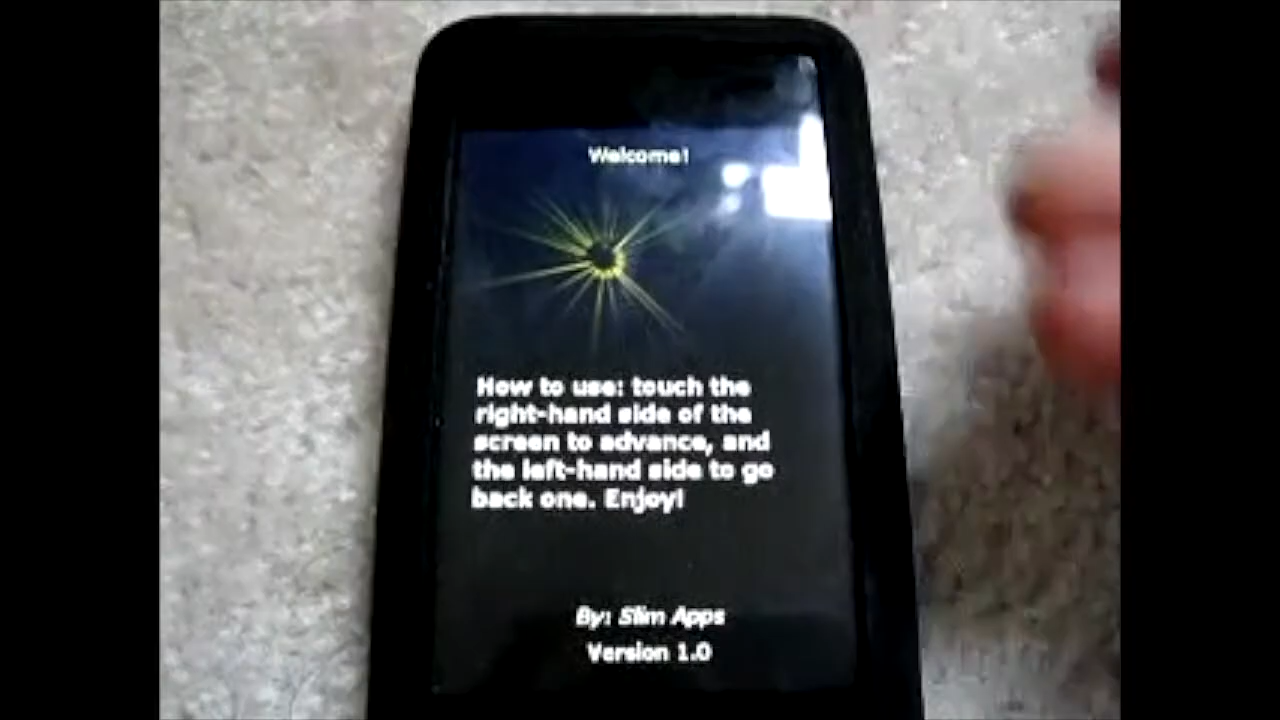 Welcome!
How to use: touch the
right-hand side of the
screen to advance, and
the left-hand side to go
back one. Enjoy!
By: Slim Apps
Version 1.0